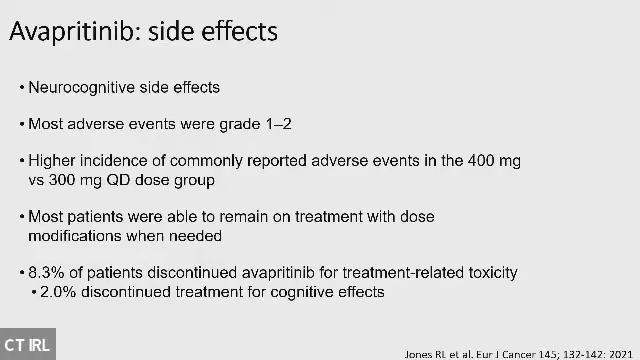 Avapritinib: side effects
• Neurocognitive side effects
• Most adverse events were grade 1–2
• Higher incidence of commonly reported adverse events in the 400 mg
vs 300 mg QD dose group
• Most patients were able to remain on treatment with dose
modifications when needed
• 8.3% of patients discontinued avapritinib for treatment-related toxicity
• 2.0% discontinued treatment for cognitive effects
CT IRL
Jones RL et al. Eur J Cancer 145; 132-142: 2021